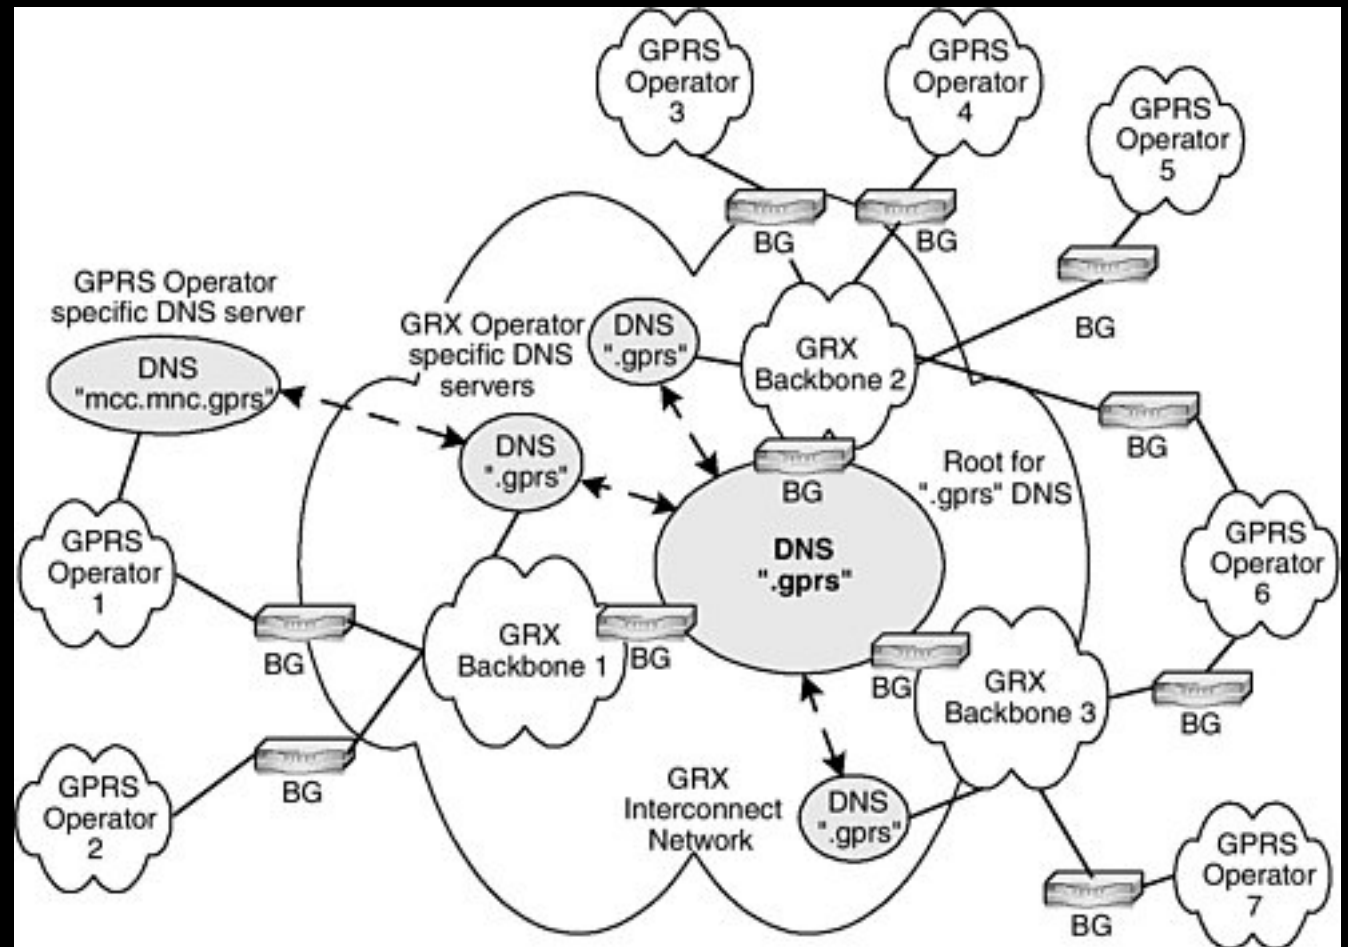 GPRS
Operator
3
GPRS
Operator
4
GPRS
Operator
5
BG
BG
BG
GPRS Operator
specific DNS server
DNS
"mcc.mnc.gprs"
GRX Operator
specific DNS
servers
DNS
".gprs"
GRX
Backbone 2
BG
DNS
".gprs"
BG
Root for
".gprs" DNS
DNS
".gprs"
GPRS
Operator
1
GPRS
Operator
6
BG
GRX
Backbone 1
BG
BG
GRX
Backbone 3
BG
GPRS
Operator
2
BG
GRX
Interconnect
Network
DNS
".gprs"
GPRS
Operator
7
BG